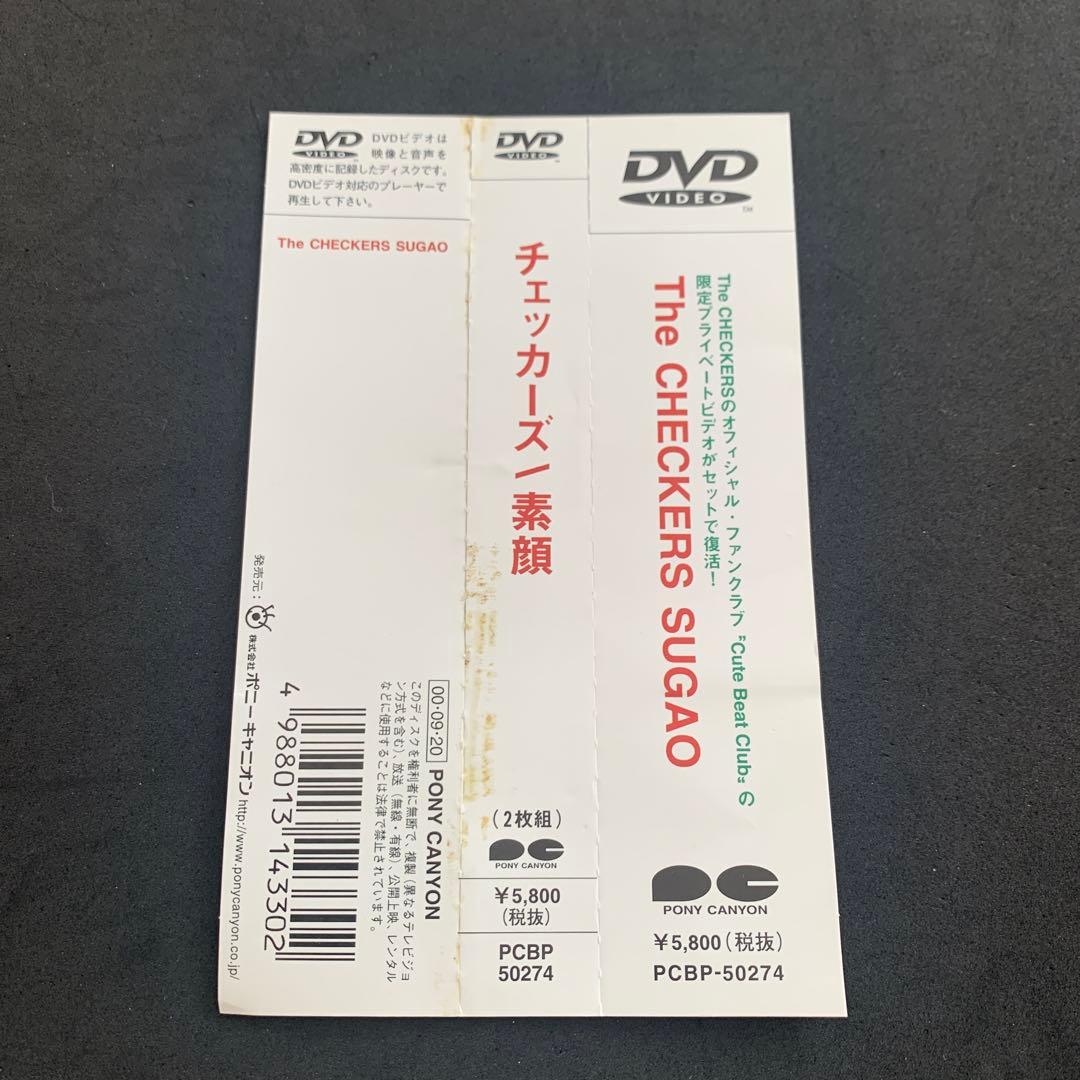 DVD
VIDEO
TM
DVDビデオは
映像と音声を
高密度に記録したディスクです。
DVDビデオ対応のプレーヤーで
再生して下さい。
The CHECKERS SUGAO
発売元：
株式会社
ポニーキャニオン
http://www.ponycanyon.co.jp/
4 988013 143302
00·09·20
PONY CANYON
このディスクを権利者に無断で、複製(異なるテレビジョ
ン方式を含む)、放送(無線・有線)、公開上映、レンタル
などに使用することは法律で禁止されています。
DVD
VIDEO
TM
チェッカーズ/素顔
(2枚組)
PONY CANYON
￥5,800
(税抜)
PCBP
50274
DVD
VIDEO
TM
The CHECKERSのオフィシャル・ファンクラブ〝Cute Beat Club〟の
限定プライベートビデオがセットで復活！
The CHECKERS SUGAO
PONY CANYON
￥5,800(税抜)
PCBP-50274